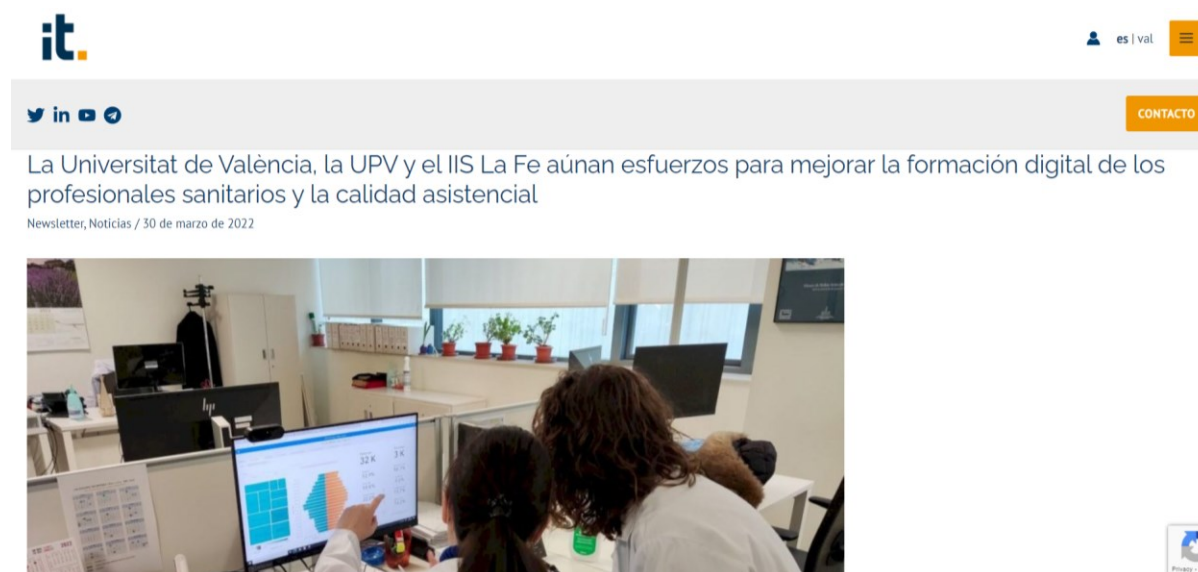 it.
es | val
CONTACTO
La Universitat de València, la UPV y el IIS La Fe aúnan esfuerzos para mejorar la formación digital de los
profesionales sanitarios y la calidad asistencial
Newsletter, Noticias / 30 de marzo de 2022
hp
32 K
3 K